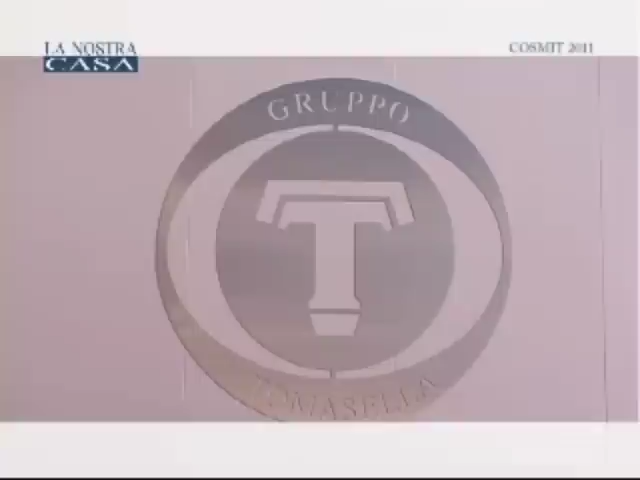 LA NOSTRA
CASA
COSMIT 2011
GRUPPO
T
TOMASELLA